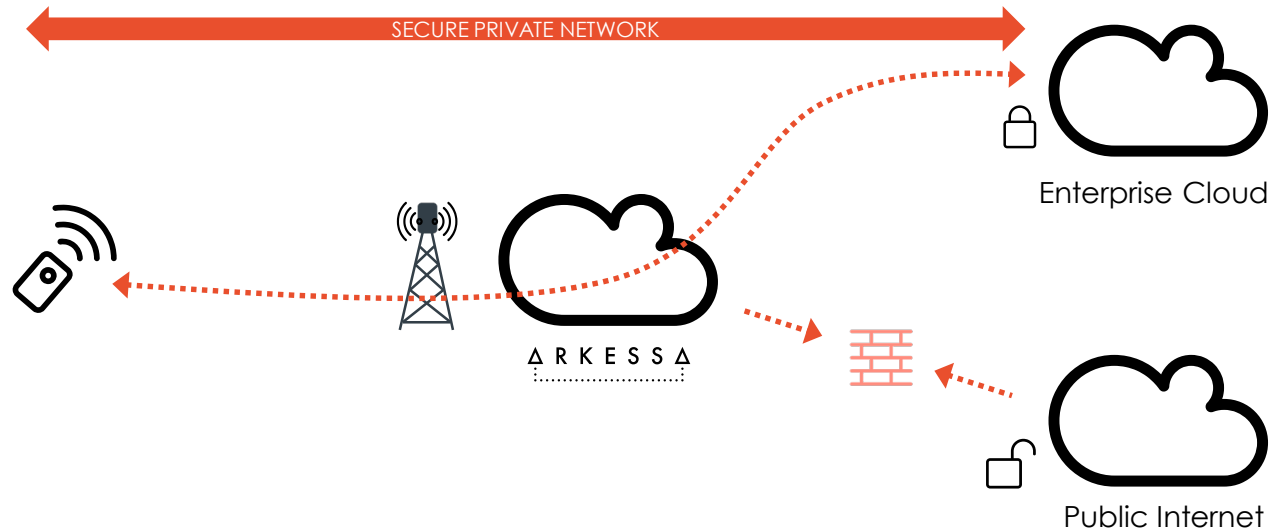 SECURE PRIVATE NETWORK
Enterprise Cloud
ARKESSA
Public Internet